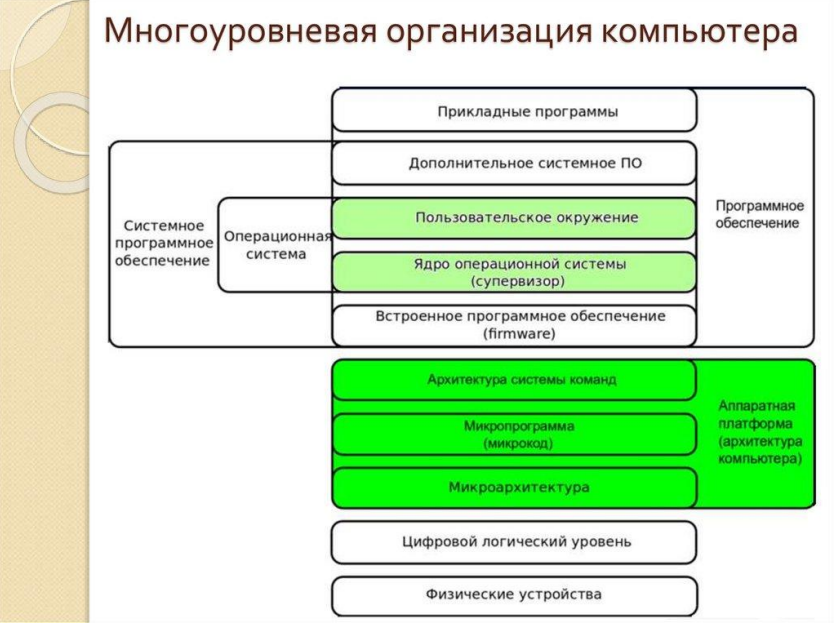 Многоуровневая организация компьютера
Прикладные программы
Дополнительное системное ПО
Программное
обеспечение
Системное
программное
обеспечение
Операционная
система
Пользовательское окружение
Ядро операционной системы
(супервизор)
Встроенное программное обеспечение
(firmware)
Архитектура системы команд
Аппаратная
платформа
(архитектура
компьютера)
Микропрограмма
(микрокод)
Микроархитектура
Цифровой логический уровень
Физические устройства